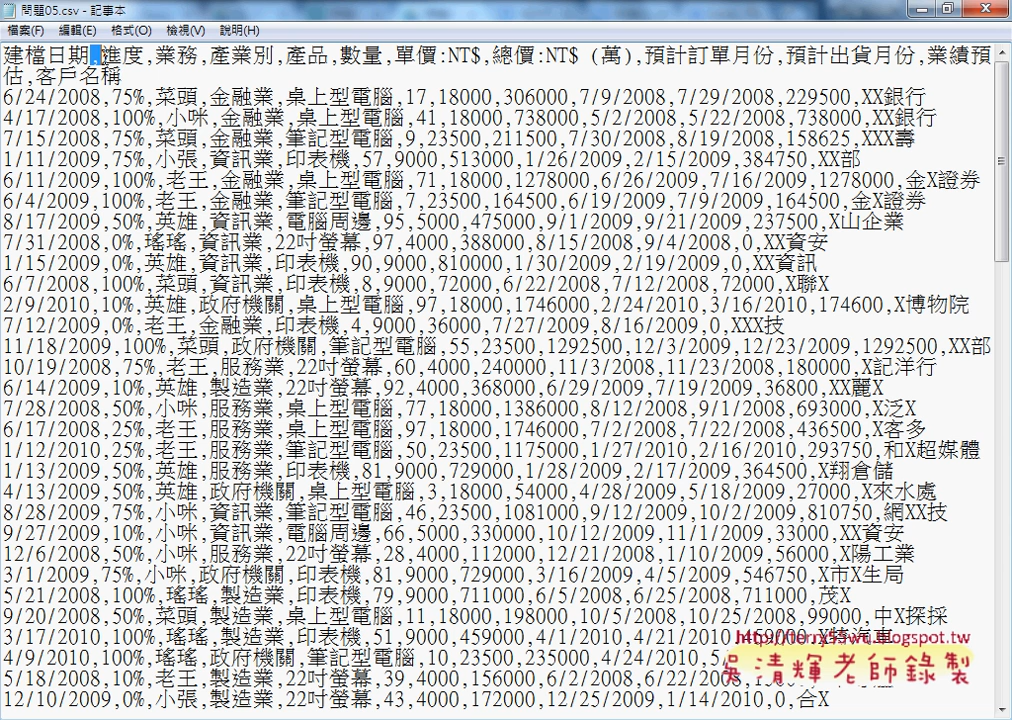 問題05.csv - 記事本
檔案(F) 編輯(E) 格式(O) 檢視(V) 說明(H)
建檔日期,進度,業務,產業別,產品,數量,單價:NT$,總價:NT$ (萬),預計訂單月份,預計出貨月份,業績預
估,客戶名稱
6/24/2008,75%,菜頭,金融業,桌上型電腦,17,18000,306000,7/9/2008,7/29/2008,229500,XX銀行
4/17/2008,100%,小咪,金融業,桌上型電腦,41,18000,738000,5/2/2008,5/22/2008,738000,XX銀行
7/15/2008,75%,菜頭,金融業,筆記型電腦,9,23500,211500,7/30/2008,8/19/2008,158625,XXX壽
1/11/2009,75%,小張,資訊業,印表機,57,9000,513000,1/26/2009,2/15/2009,384750,XX部
6/11/2009,100%,老王,金融業,桌上型電腦,71,18000,1278000,6/26/2009,7/16/2009,1278000,金X證券
6/4/2009,100%,老王,金融業,筆記型電腦,7,23500,164500,6/19/2009,7/9/2009,164500,金X證券
8/17/2009,50%,英雄,資訊業,電腦周邊,95,5000,475000,9/1/2009,9/21/2009,237500,X山企業
7/31/2008,0%,瑤瑤,資訊業,22吋螢幕,97,4000,388000,8/15/2008,9/4/2008,0,XX資安
1/15/2009,0%,英雄,資訊業,印表機,90,9000,810000,1/30/2009,2/19/2009,0,XX資訊
6/7/2008,100%,菜頭,資訊業,印表機,8,9000,72000,6/22/2008,7/12/2008,72000,X聯X
2/9/2010,10%,英雄,政府機關,桌上型電腦,97,18000,1746000,2/24/2010,3/16/2010,174600,X博物院
7/12/2009,0%,老王,金融業,印表機,4,9000,36000,7/27/2009,8/16/2009,0,XXX技
11/18/2009,100%,菜頭,政府機關,筆記型電腦,55,23500,1292500,12/3/2009,12/23/2009,1292500,XX部
10/19/2008,75%,老王,服務業,22吋螢幕,60,4000,240000,11/3/2008,11/23/2008,180000,X記洋行
6/14/2009,10%,英雄,製造業,22吋螢幕,92,4000,368000,6/29/2009,7/19/2009,36800,XX麗X
7/28/2008,50%,小咪,服務業,桌上型電腦,77,18000,1386000,8/12/2008,9/1/2008,693000,X泛X
6/17/2008,25%,老王,服務業,桌上型電腦,97,18000,1746000,7/2/2008,7/22/2008,436500,X客多
1/12/2010,25%,老王,服務業,筆記型電腦,50,23500,1175000,1/27/2010,2/16/2010,293750,和X超媒體
1/13/2009,50%,英雄,服務業,印表機,81,9000,729000,1/28/2009,2/17/2009,364500,X翔倉儲
4/13/2009,50%,英雄,政府機關,桌上型電腦,3,18000,54000,4/28/2009,5/18/2009,27000,X來水處
8/28/2009,75%,小咪,資訊業,筆記型電腦,46,23500,1081000,9/12/2009,10/2/2009,810750,網XX技
9/27/2009,10%,小咪,資訊業,電腦周邊,66,5000,330000,10/12/2009,11/1/2009,33000,XX資安
12/6/2008,50%,小咪,服務業,22吋螢幕,28,4000,112000,12/21/2008,1/10/2009,56000,X陽工業
3/1/2009,75%,小咪,政府機關,印表機,81,9000,729000,3/16/2009,4/5/2009,546750,X市X生局
5/21/2008,100%,瑤瑤,製造業,印表機,79,9000,711000,6/5/2008,6/25/2008,711000,茂X
9/20/2008,50%,菜頭,製造業,桌上型電腦,11,18000,198000,10/5/2008,10/25/2008,99000,中X探採
3/17/2010,100%,瑤瑤,製造業,印表機,51,9000,459000,4/1/2010,4/21/2010,459000,X特汽車
http://terry55wu.blogspot.tw
4/9/2010,100%,瑤瑤,政府機關,筆記型電腦,10,23500,235000,4/24/2010,5/
吳清輝老師錄製
5/18/2008,10%,老王,製造業,22吋螢幕,39,4000,156000,6/2/2008,6/22/2008,
12/10/2009,0%,小張,製造業,22吋螢幕,43,4000,172000,12/25/2009,1/14/2010,0,合X